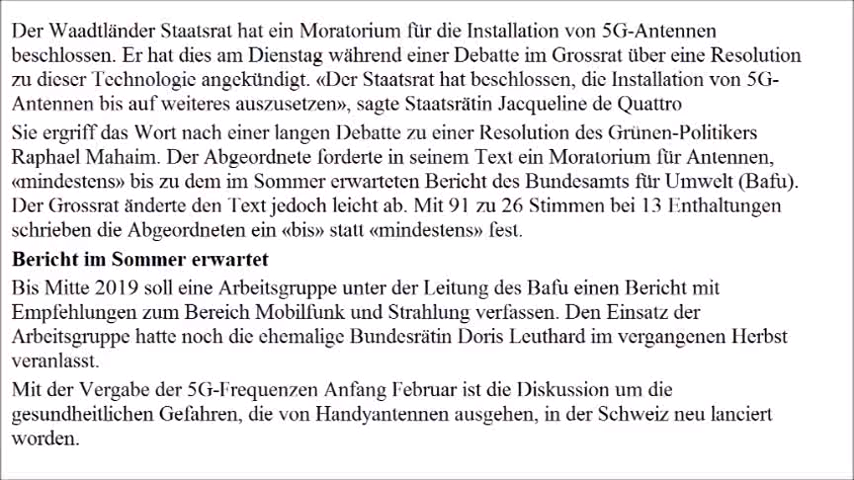 Der Waadtländer Staatsrat hat ein Moratorium für die Installation von 5G-Antennen
beschlossen. Er hat dies am Dienstag während einer Debatte im Grossrat über eine Resolution
zu dieser Technologie angekündigt. «Der Staatsrat hat beschlossen, die Installation von 5G-
Antennen bis auf weiteres auszusetzen», sagte Staatsrätin Jacqueline de Quattro
Sie ergriff das Wort nach einer langen Debatte zu einer Resolution des Grünen-Politikers
Raphael Mahaim. Der Abgeordnete forderte in seinem Text ein Moratorium für Antennen,
«mindestens» bis zu dem im Sommer erwarteten Bericht des Bundesamts für Umwelt (Bafu).
Der Grossrat änderte den Text jedoch leicht ab. Mit 91 zu 26 Stimmen bei 13 Enthaltungen
schrieben die Abgeordneten ein «bis» statt «mindestens» fest.
Bericht im Sommer erwartet
Bis Mitte 2019 soll eine Arbeitsgruppe unter der Leitung des Bafu einen Bericht mit
Empfehlungen zum Bereich Mobilfunk und Strahlung verfassen. Den Einsatz der
Arbeitsgruppe hatte noch die ehemalige Bundesrätin Doris Leuthard im vergangenen Herbst
veranlasst.
Mit der Vergabe der 5G-Frequenzen Anfang Februar ist die Diskussion um die
gesundheitlichen Gefahren, die von Handyantennen ausgehen, in der Schweiz neu lanciert
worden.